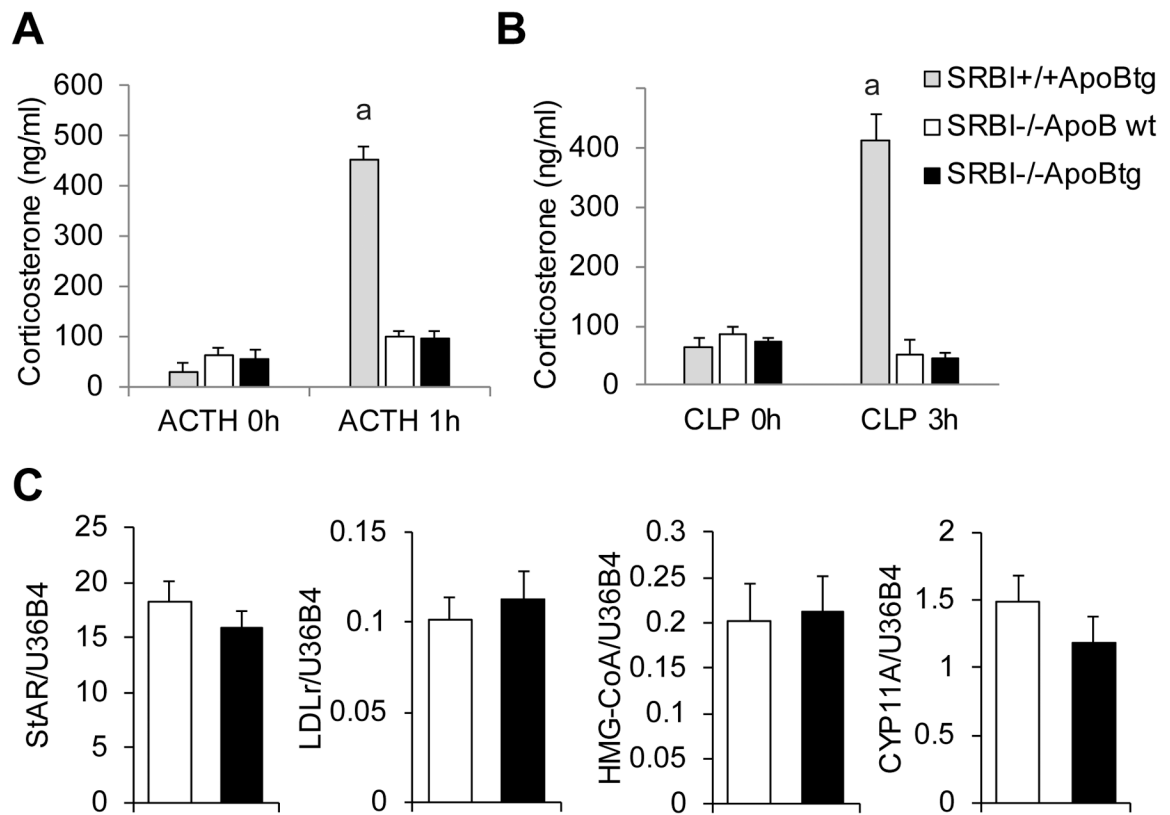 A
Corticosterone (ng/ml)
600
500
400
300
200
100
0
a
ACTH 0h
ACTH 1h
B
Corticosterone (ng/ml)
400
200
100
0
a
CLP 0h
CLP 3h
SRBI+/+ApoBtg
SRBI-/-ApoB wt
SRBI-/-ApoBtg
C
StAR/U36B4
25
20
15
10
5
0
LDLr/U36B4
0.15
0.1
0.05
0
HMG-CoA/U36B4
0.3
0.25
0.2
0.15
0.1
0.05
0
CYP11A/U36B4
2
1.5
1
0.5
0